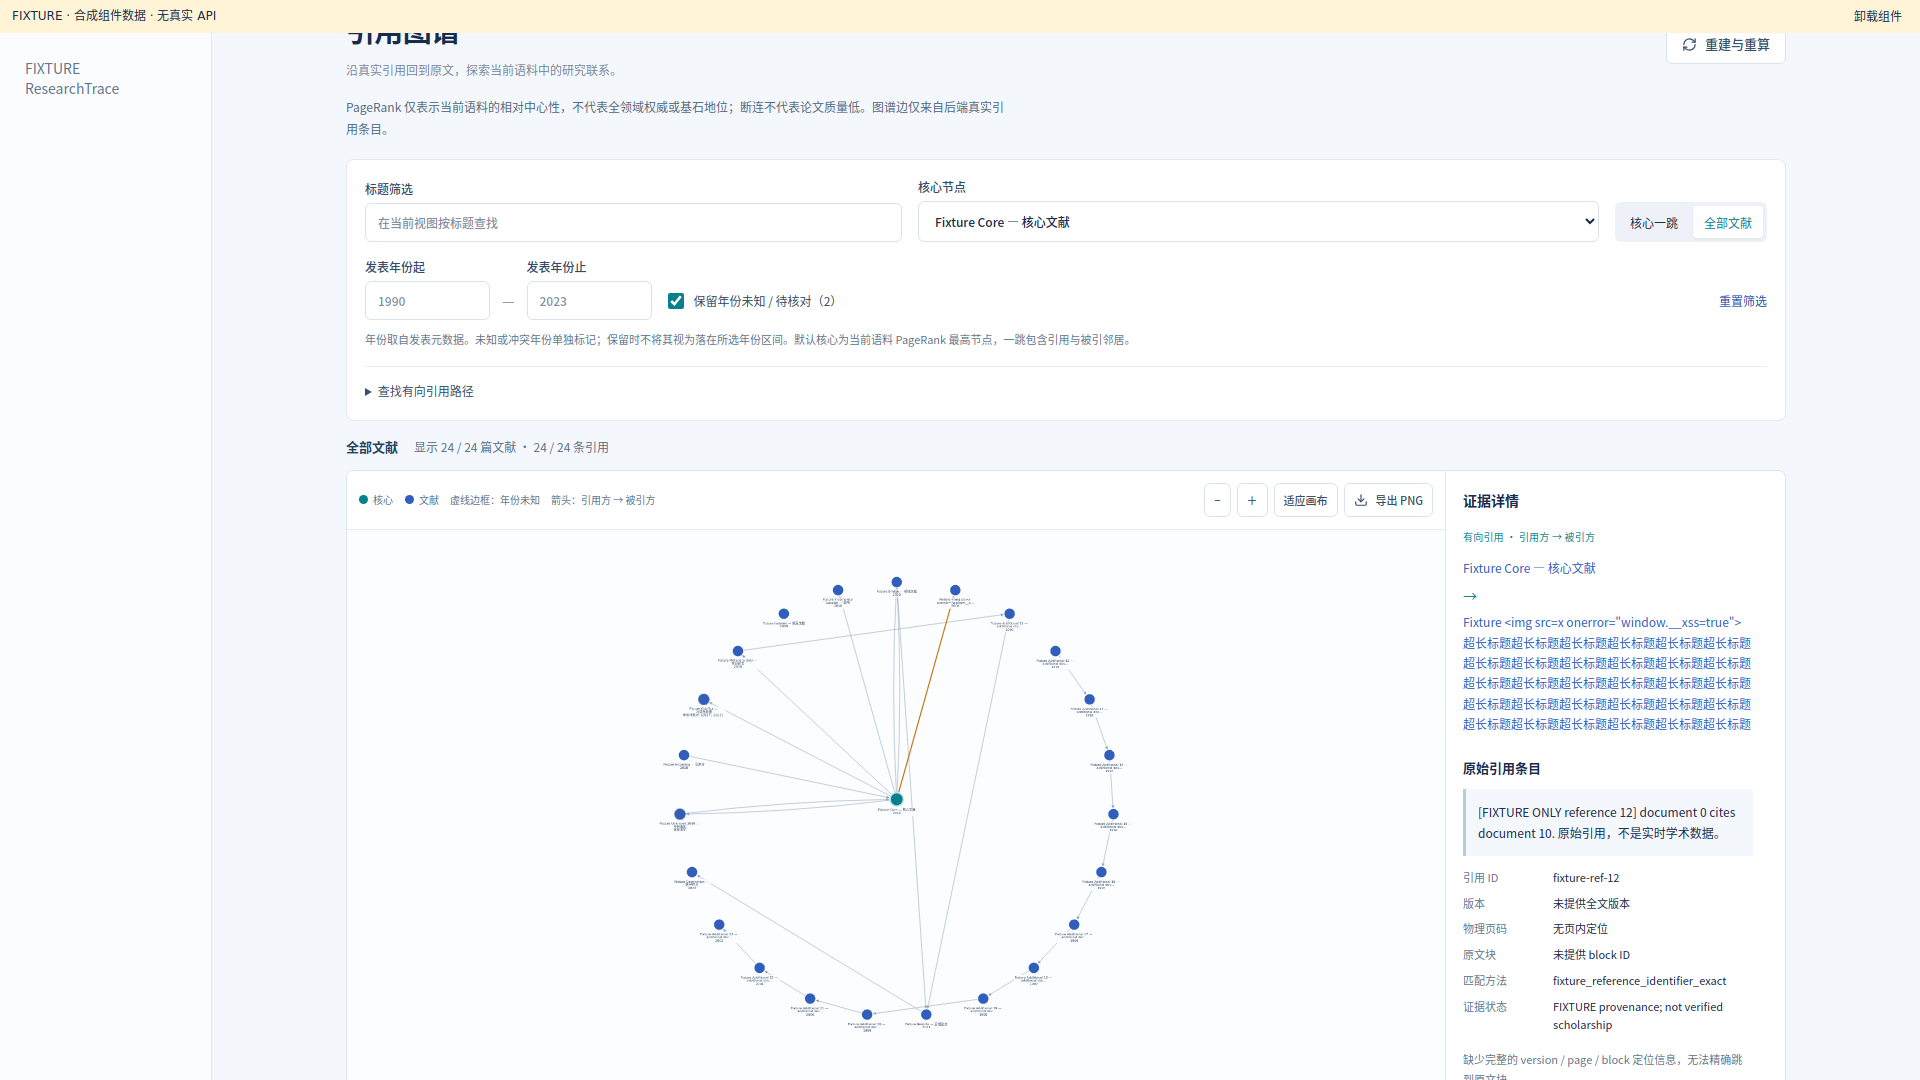 FIXTURE · 合成组件数据 · 无真实 API
卸载组件
FIXTURE
ResearchTrace
引用图谱
重建与重算
沿真实引用回到原文，探索当前语料中的研究联系。
PageRank 仅表示当前语料的相对中心性，不代表全领域权威或基石地位；断连不代表论文质量低。图谱边仅来自后端真实引
用条目。
标题筛选
核心节点
在当前视图按标题查找
Fixture Core — 核心文献
核心一跳
全部文献
发表年份起
发表年份止
1990
—
2023
保留年份未知 / 待核对（2）
重置筛选
年份取自发表元数据。未知或冲突年份单独标记；保留时不将其视为落在所选年份区间。默认核心为当前语料 PageRank 最高节点，一跳包含引用与被引邻居。
查找有向引用路径
全部文献
显示 24 / 24 篇文献 · 24 / 24 条引用
核心
文献
虚线边框：年份未知
箭头：引用方 → 被引方
−
+
适应画布
导出 PNG
证据详情
有向引用 · 引用方 → 被引方
Fixture Core — 核心文献
→
Fixture <img src=x onerror="window.__xss=true">
超长标题超长标题超长标题超长标题超长标题超长标题
超长标题超长标题超长标题超长标题超长标题超长标题
超长标题超长标题超长标题超长标题超长标题超长标题
超长标题超长标题超长标题超长标题超长标题超长标题
超长标题超长标题超长标题超长标题超长标题超长标题
原始引用条目
[FIXTURE ONLY reference 12] document 0 cites
document 10. 原始引用，不是实时学术数据。
引用 ID
fixture-ref-12
版本
未提供全文版本
物理页码
无页内定位
原文块
未提供 block ID
匹配方法
fixture_reference_identifier_exact
证据状态
FIXTURE provenance; not verified
scholarship
缺少完整的 version / page / block 定位信息，无法精确跳
到原文块